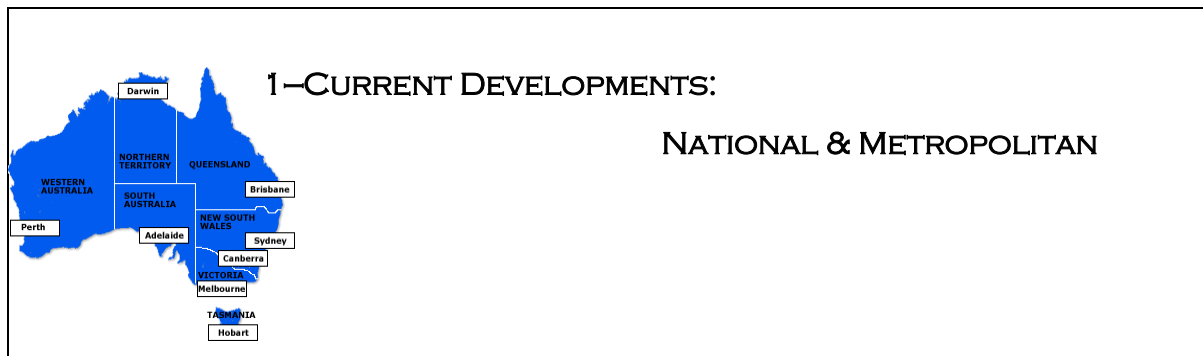 1–CURRENT DEVELOPMENTS:
NATIONAL & METROPOLITAN
Darwin
NORTHERN
TERRITORY
QUEENSLAND
WESTERN
AUSTRALIA
Brisbane
SOUTH
AUSTRALIA
NEW SOUTH
WALES
Perth
Adelaide
Sydney
Canberra
VICTORIA
Melbourne
TASMANIA
Hobart